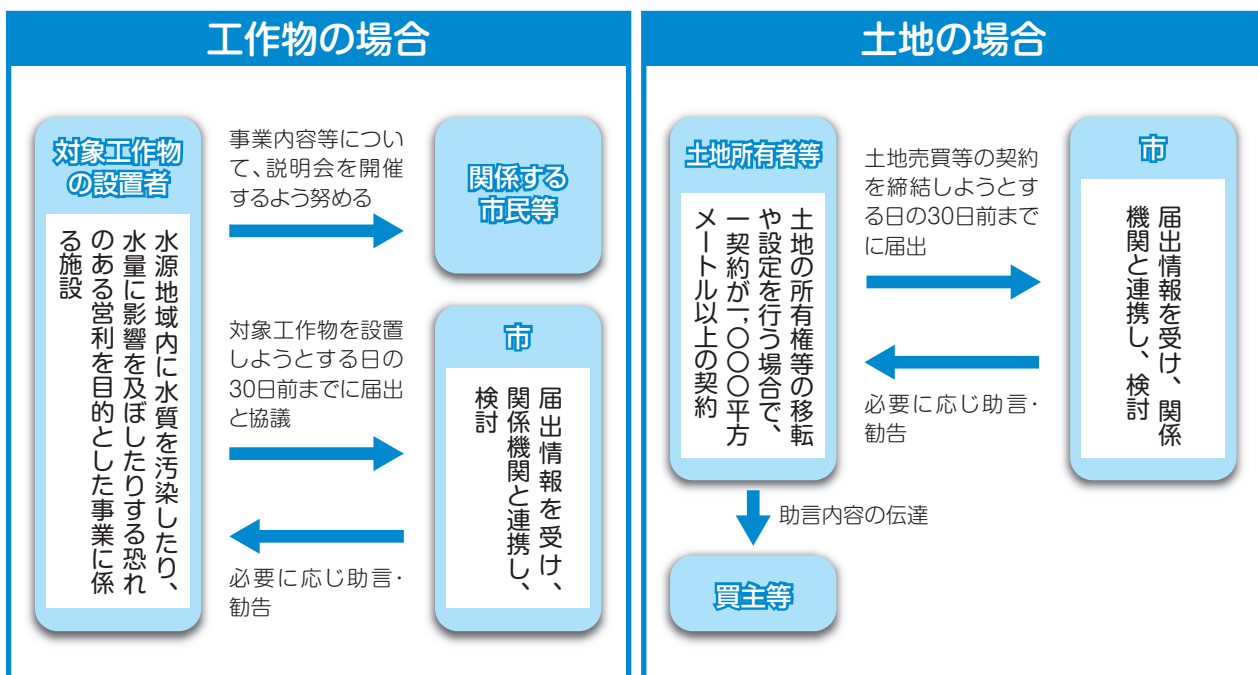 工作物の場合
対象工作物
の設置者
水源地域内に水質を汚染したり、
水量に影響を及ぼしたりする恐れ
のある営利を目的とした事業に係
る施設
事業内容等につい
て、説明会を開催
するよう努める
関係する
市民等
対象工作物を設置
しようとする日の
30日前までに届出
と協議
市
届出情報を受け、
関係機関と連携し、
検討
必要に応じ助言・
勧告
土地の場合
土地所有者等
土地の所有権等の移転
や設定を行う場合で、
一契約が一,〇〇〇平方
メートル以上の契約
土地売買等の契約
を締結しようとす
る日の30日前まで
に届出
市
届出情報を受け、関係
機関と連携し、検討
必要に応じ助言・
勧告
助言内容の伝達
買主等